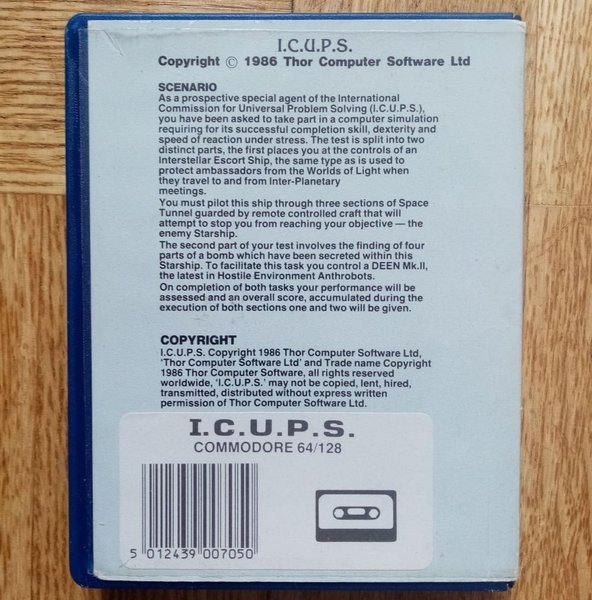 I.C.U.P.S.
Copyright © 1986 Thor Computer Software Ltd
SCENARIO
As a prospective special agent of the International
Commission for Universal Problem Solving (I.C.U.P.S.),
you have been asked to take part in a computer simulation
requiring for its successful completion skill, dexterity and
speed of reaction under stress. The test is split into two
distinct parts, the first places you at the controls of an
Interstellar Escort Ship, the same type as is used to
protect ambassadors from the Worlds of Light when
they travel to and from Inter-Planetary
meetings.
You must pilot this ship through three sections of Space
Tunnel guarded by remote controlled craft that will
attempt to stop you from reaching your objective — the
enemy Starship.
The second part of your test involves the finding of four
parts of a bomb which have been secreted within this
Starship. To facilitate this task you control a DEEN Mk.II,
the latest in Hostile Environment Anthrobots.
On completion of both tasks your performance will be
assessed and an overall score, accumulated during the
execution of both sections one and two will be given.
COPYRIGHT
I.C.U.P.S. Copyright 1986 Thor Computer Software Ltd,
'Thor Computer Software Ltd' and Trade name Copyright
1986 Thor Computer Software, all rights reserved
worldwide, 'I.C.U.P.S.' may not be copied, lent, hired,
transmitted, distributed without express written
permission of Thor Computer Software Ltd.
I.C.U.P.S.
COMMODORE 64/128
5 012439 007050